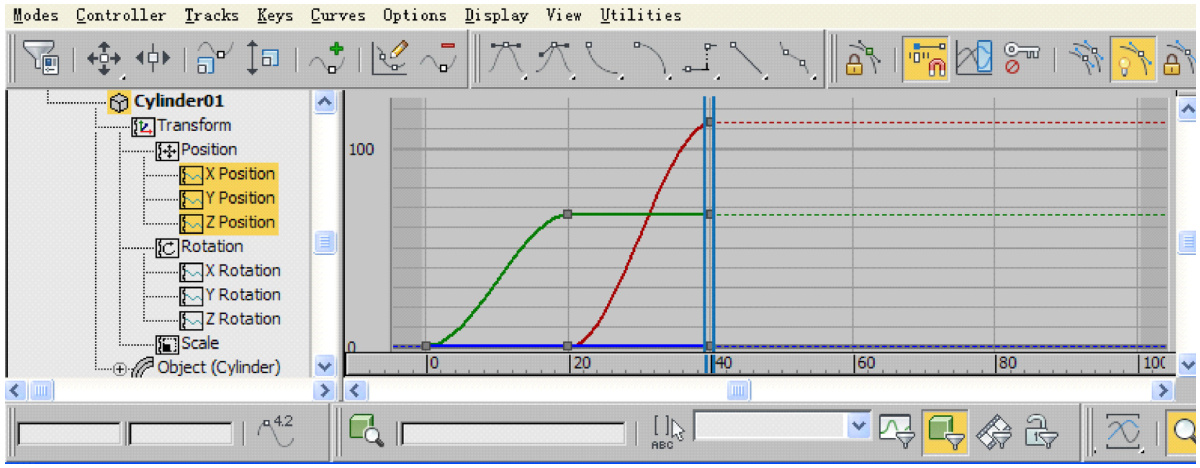 Modes Controller Tracks Keys Curves Options Display View Utilities
Cylinder01
Transform
Position
X Position
Y Position
Z Position
Rotation
X Rotation
Y Rotation
Z Rotation
Scale
Object (Cylinder)
100
0
0 20 40 60 80 100
4.2
[ ]
ABC